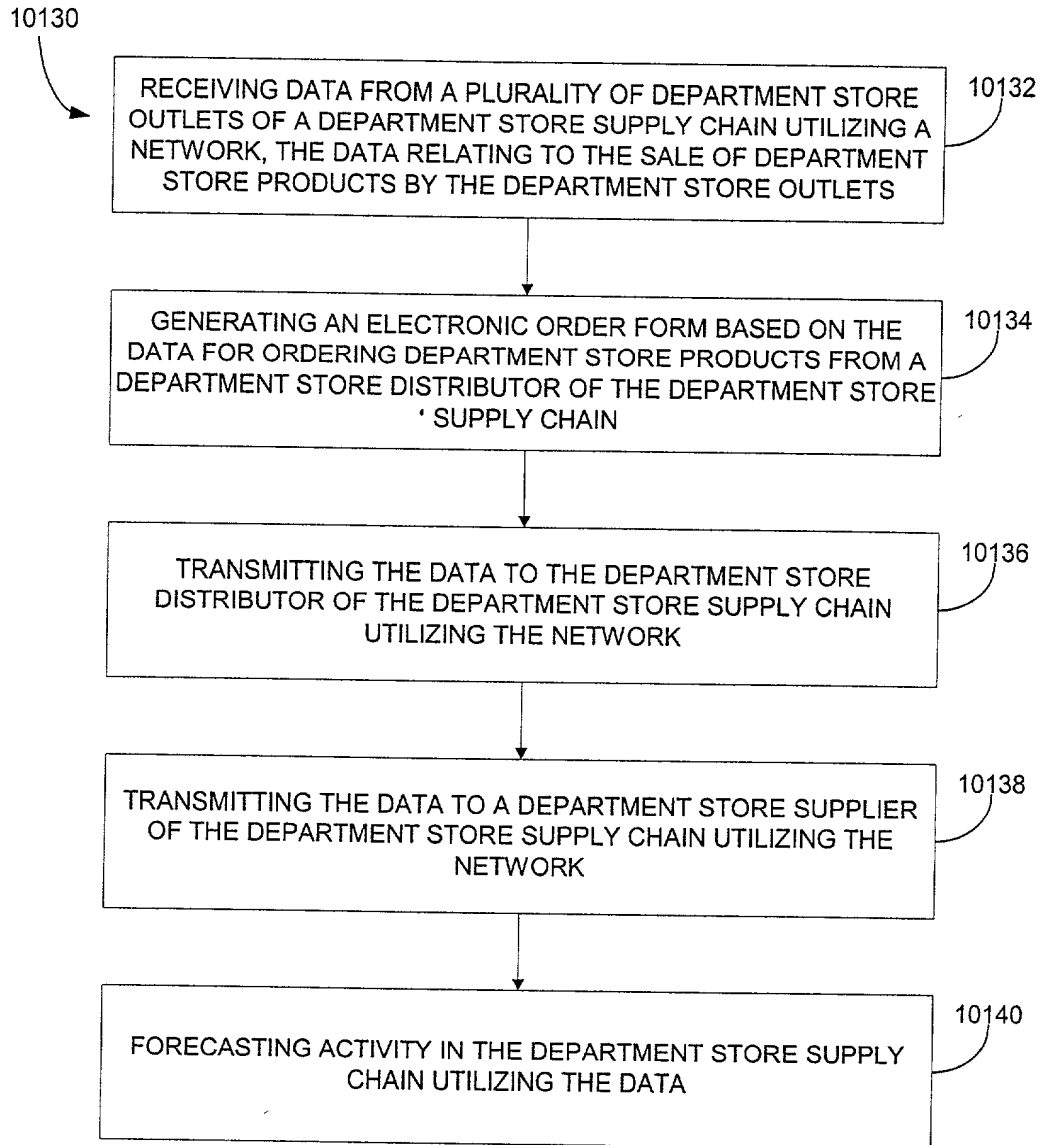 10130
RECEIVING DATA FROM A PLURALITY OF DEPARTMENT STORE
OUTLETS OF A DEPARTMENT STORE SUPPLY CHAIN UTILIZING A
NETWORK, THE DATA RELATING TO THE SALE OF DEPARTMENT
STORE PRODUCTS BY THE DEPARTMENT STORE OUTLETS
10132
GENERATING AN ELECTRONIC ORDER FORM BASED ON THE
DATA FOR ORDERING DEPARTMENT STORE PRODUCTS FROM A
DEPARTMENT STORE DISTRIBUTOR OF THE DEPARTMENT STORE
SUPPLY CHAIN
10134
TRANSMITTING THE DATA TO THE DEPARTMENT STORE
DISTRIBUTOR OF THE DEPARTMENT STORE SUPPLY CHAIN
UTILIZING THE NETWORK
10136
TRANSMITTING THE DATA TO A DEPARTMENT STORE SUPPLIER
OF THE DEPARTMENT STORE SUPPLY CHAIN UTILIZING THE
NETWORK
10138
FORECASTING ACTIVITY IN THE DEPARTMENT STORE SUPPLY
CHAIN UTILIZING THE DATA
10140